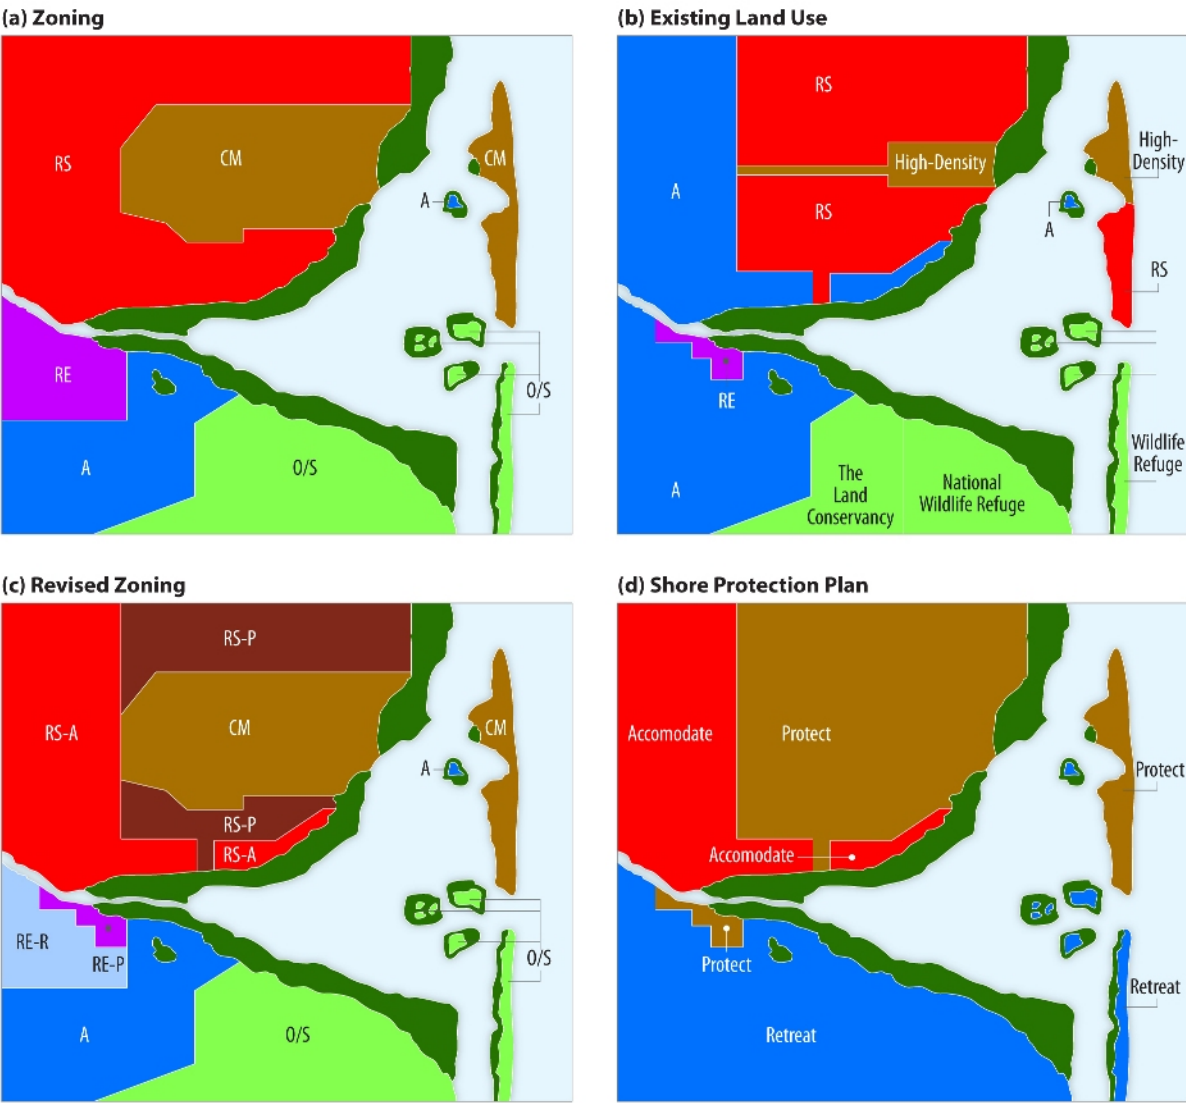 (a) Zoning
RS
CM
CM
A
RE
A
O/S
O/S
(b) Existing Land Use
RS
A
High-Density
RS
High-
Density
A
RS
RE
A
The
Land
Conservancy
National
Wildlife Refuge
Wildlife
Refuge
(c) Revised Zoning
RS-P
RS-A
CM
CM
A
RS-P
RS-A
RE-R
RE-P
A
O/S
O/S
(d) Shore Protection Plan
Accomodate
Protect
Protect
Accomodate
Protect
Retreat
Retreat